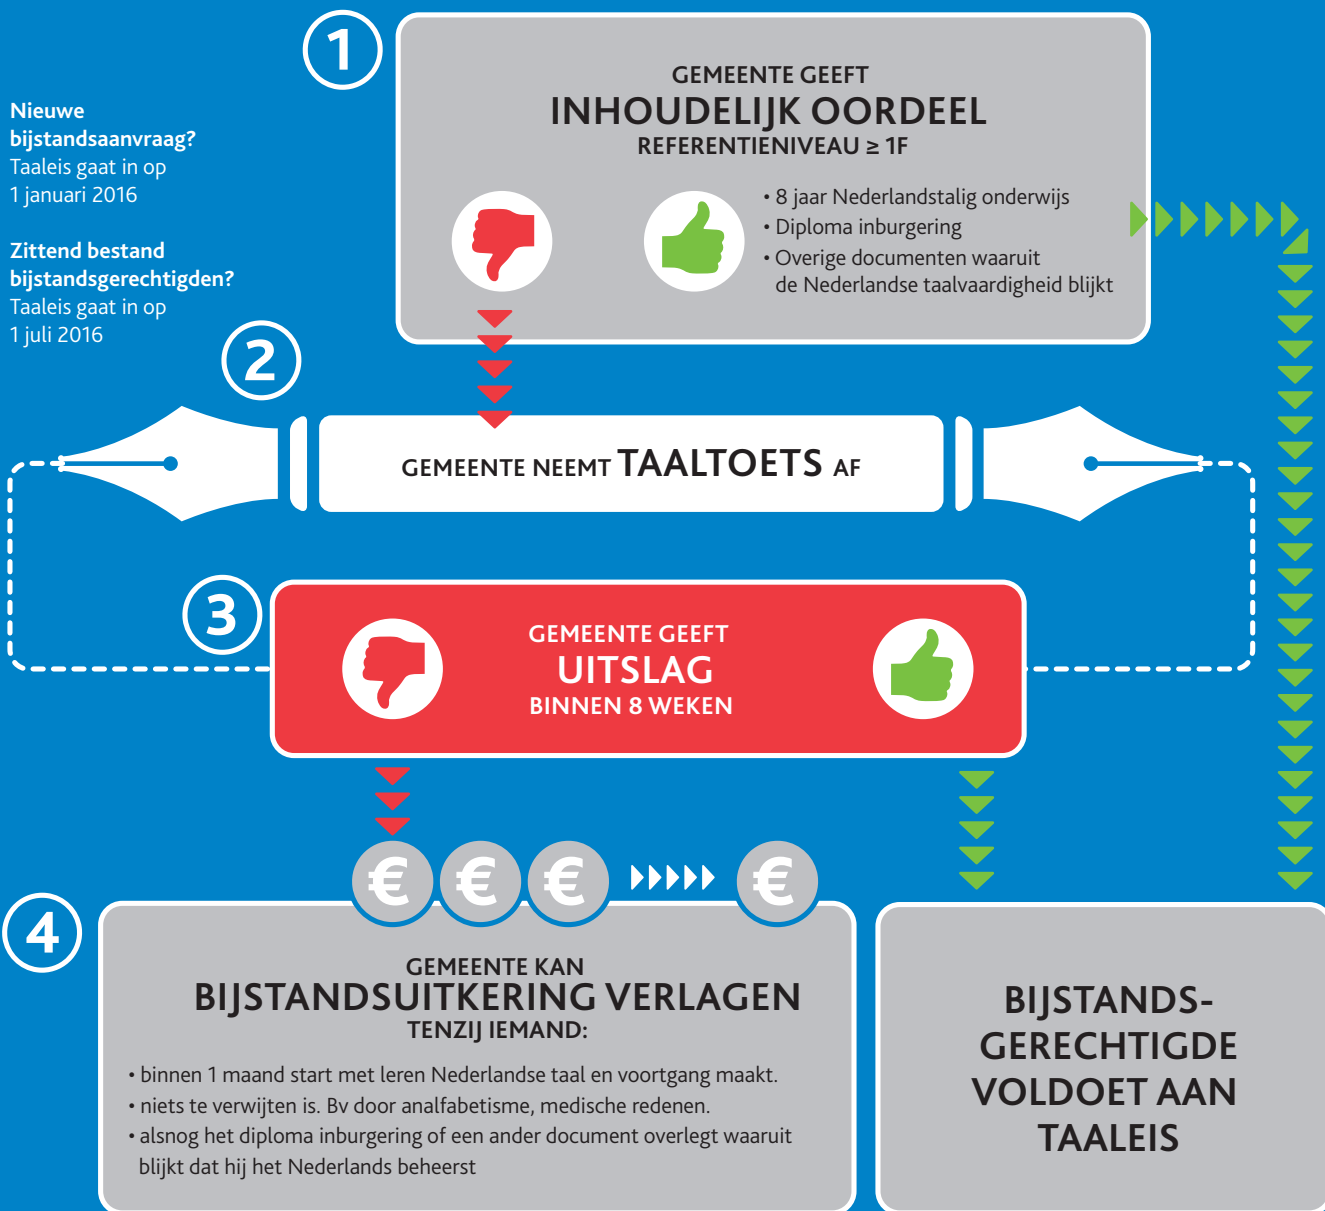 1
GEMEENTE GEEFT
INHOUDELIJK OORDEEL
REFERENTIENIVEAU ≥ 1F
• 8 jaar Nederlandstalig onderwijs
• Diploma inburgering
• Overige documenten waaruit
de Nederlandse taalvaardigheid blijkt
Nieuwe
bijstandsaanvraag?
Taaleis gaat in op
1 januari 2016
Zittend bestand
bijstandsgerechtigden?
Taaleis gaat in op
1 juli 2016
2
GEMEENTE NEEMT TAALTOETS AF
3
GEMEENTE GEEFT
UITSLAG
BINNEN 8 WEKEN
€ € € €
4
GEMEENTE KAN
BIJSTANDSUITKERING VERLAGEN
TENZIJ IEMAND:
• binnen 1 maand start met leren Nederlandse taal en voortgang maakt.
• niets te verwijten is. Bv door analfabetisme, medische redenen.
• alsnog het diploma inburgering of een ander document overlegt waaruit
blijkt dat hij het Nederlands beheerst
BIJSTANDS-
GERECHTIGDE
VOLDOET AAN
TAALEIS